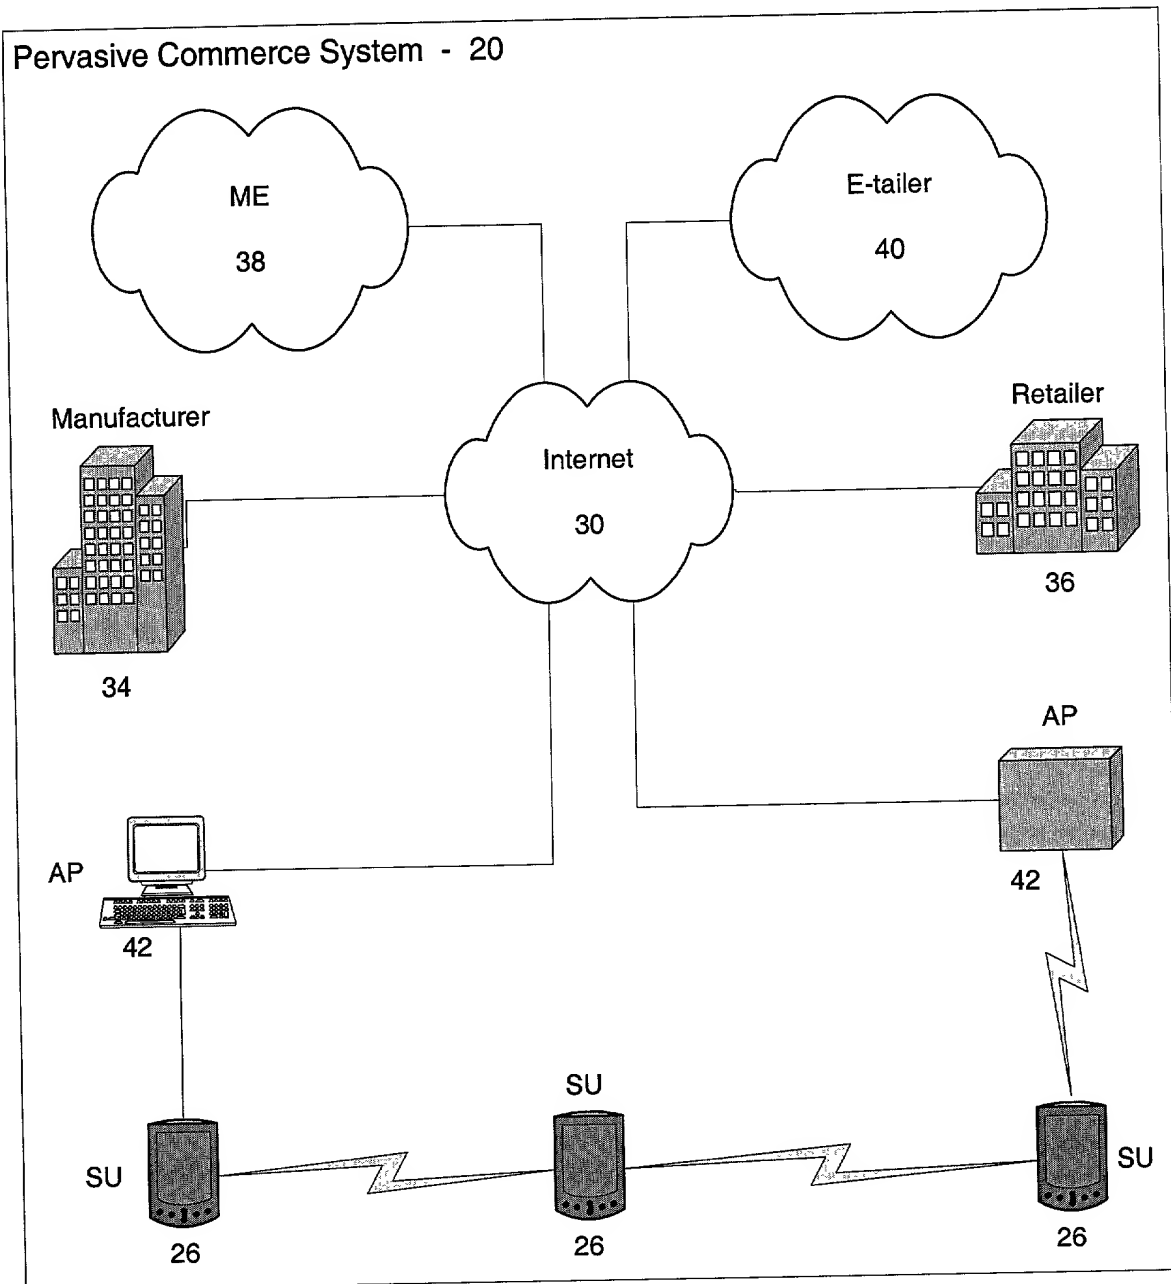 Pervasive Commerce System - 20
ME
38
E-tailer
40
Manufacturer
34
Internet
30
Retailer
36
AP
42
AP
42
SU
26
SU
26
SU
26